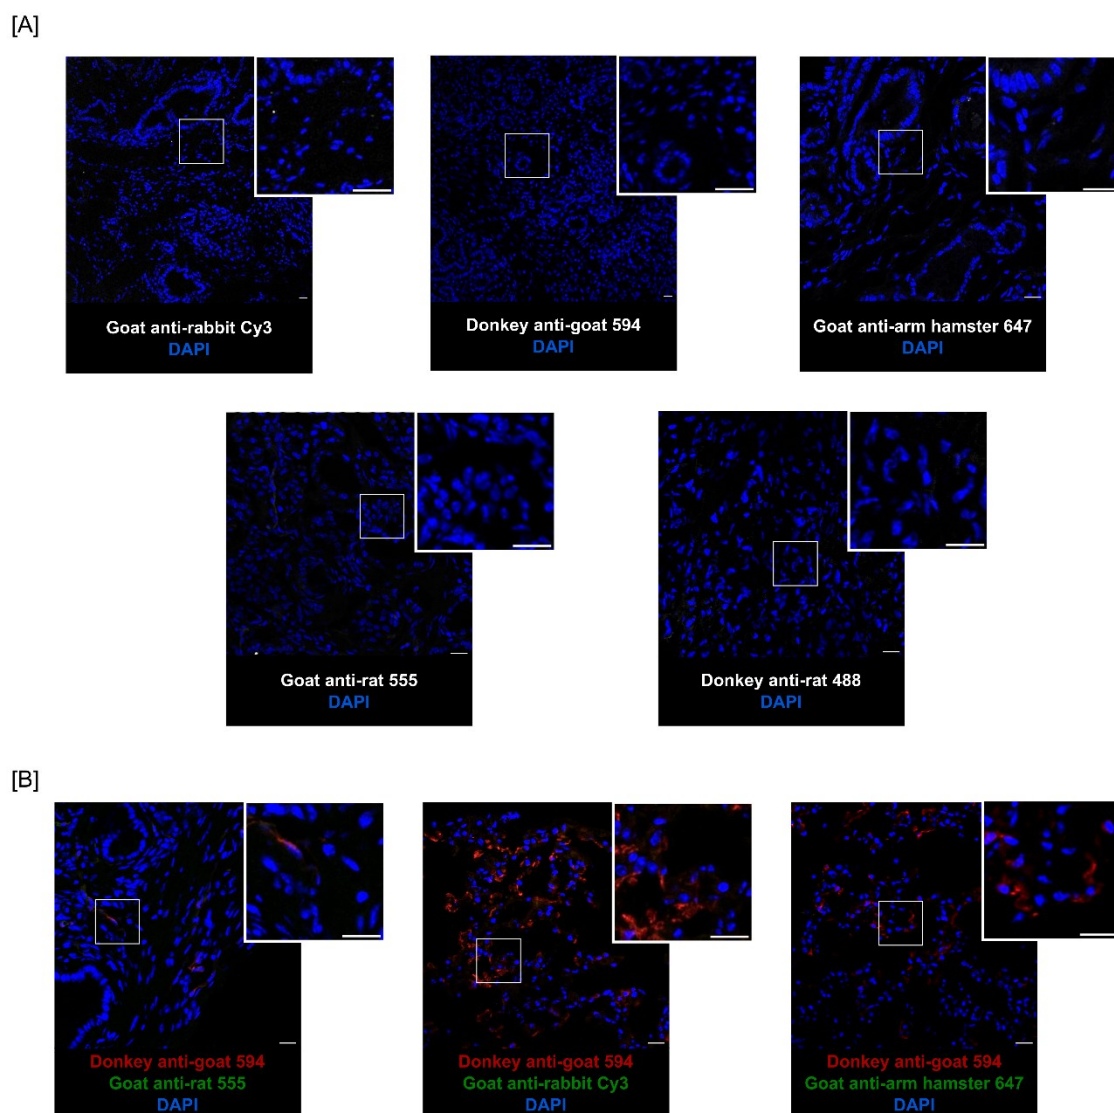 [A]
Goat anti-rabbit Cy3
DAPI
Donkey anti-goat 594
DAPI
Goat anti-arm hamster 647
DAPI
Goat anti-rat 555
DAPI
Donkey anti-rat 488
DAPI
[B]
Donkey anti-goat 594
Goat anti-rat 555
DAPI
Donkey anti-goat 594
Goat anti-rabbit Cy3
DAPI
Donkey anti-goat 594
Goat anti-arm hamster 647
DAPI